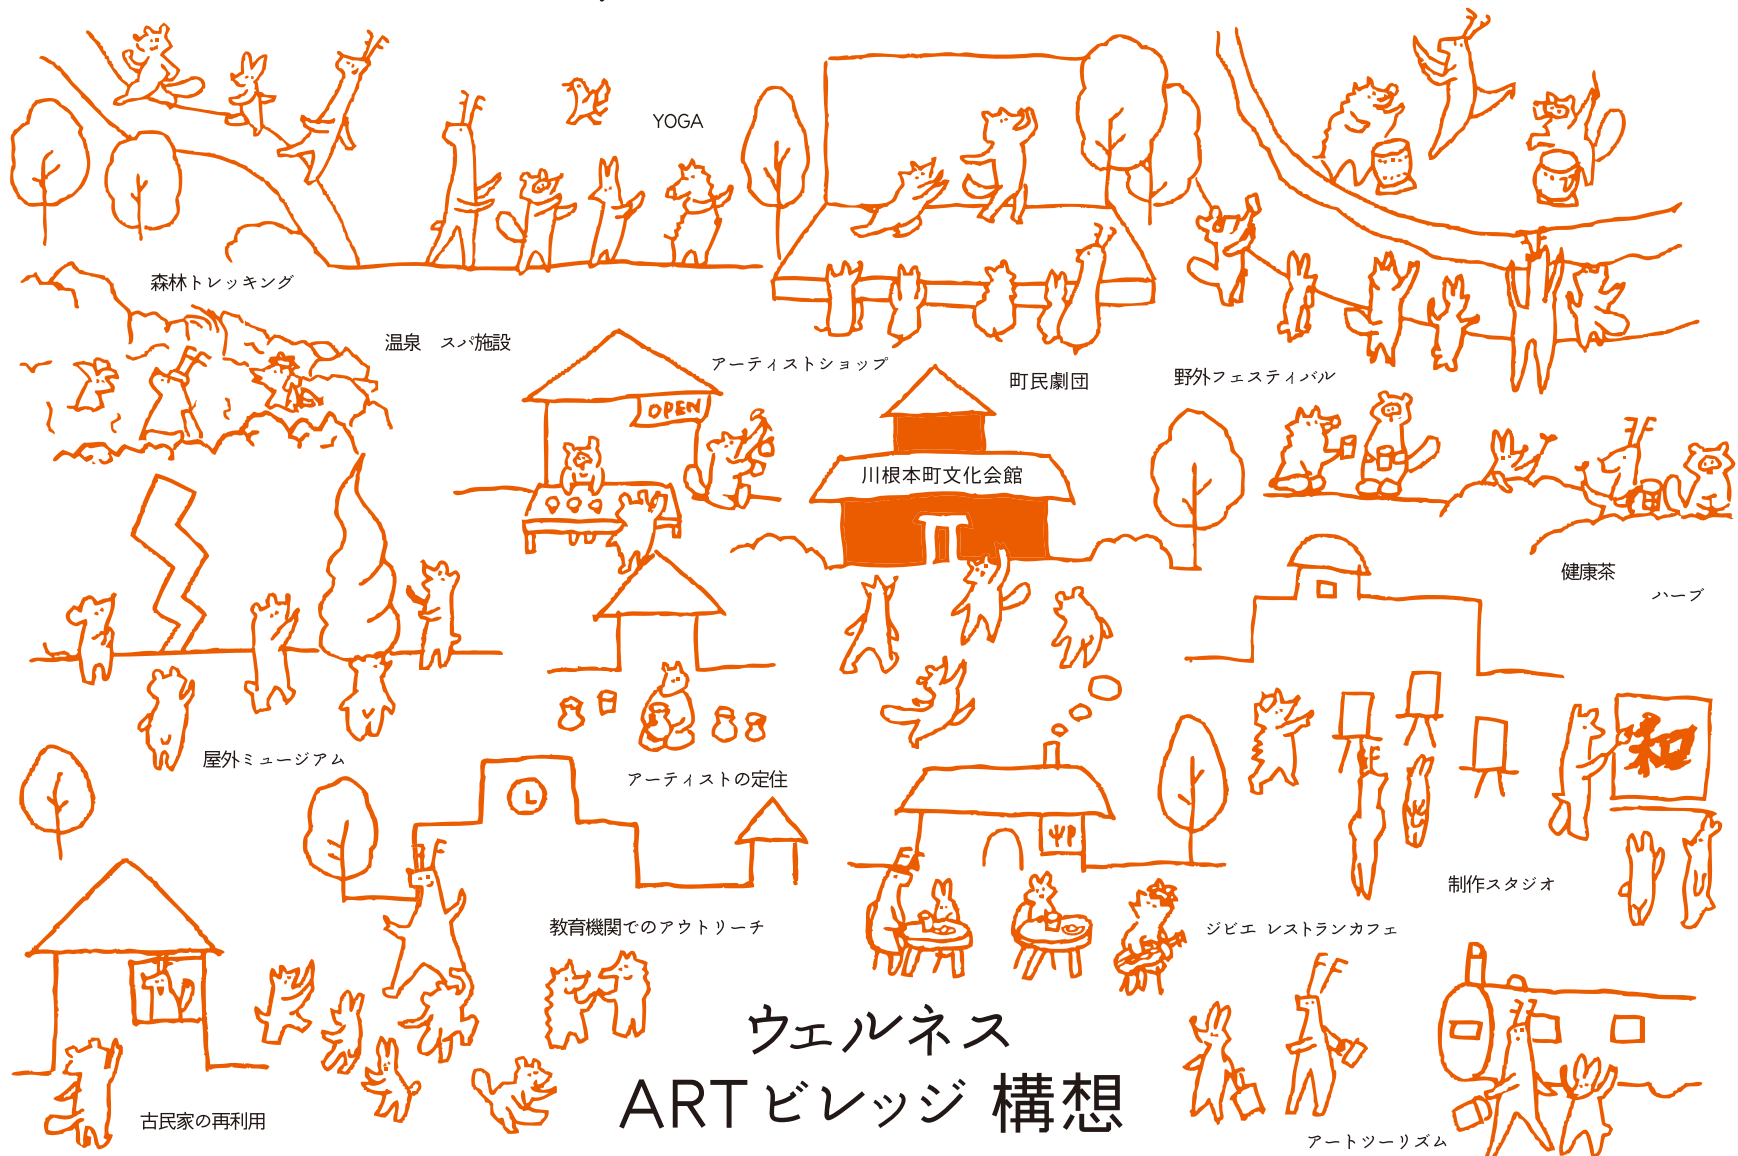 YOGA
森林トレッキング
温泉　スパ施設
アーティストショップ
町民劇団
野外フェスティバル
OPEN
川根本町文化会館
健康茶
ハーブ
屋外ミュージアム
アーティストの定住
和
制作スタジオ
教育機関でのアウトリーチ
ジビエ レストランカフェ
ウェルネス
ARTビレッジ 構想
古民家の再利用
アートツーリズム